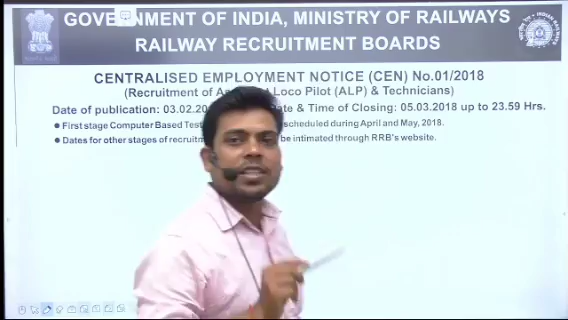 GOVERNMENT OF INDIA, MINISTRY OF RAILWAYS
RAILWAY RECRUITMENT BOARDS
CENTRALISED EMPLOYMENT NOTICE (CEN) No.01/2018
(Recruitment of As Loco Pilot (ALP) & Technicians)
Date of publication: 03.02.20 te & Time of Closing: 05.03.2018 up to 23.59 Hrs.
● First stage Computer Based Test scheduled during April and May, 2018.
● Dates for other stages of recruitm be intimated through RRB's website.